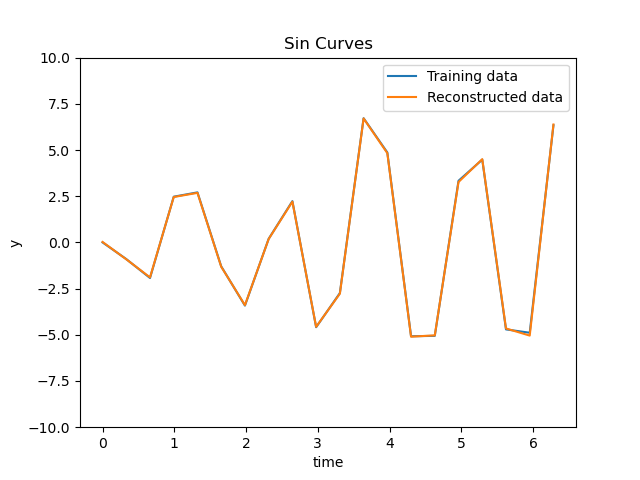 Sin Curves
Training data
Reconstructed data
10.0
7.5
5.0
2.5
0.0
−2.5
−5.0
−7.5
−10.0
y
0 1 2 3 4 5 6
time